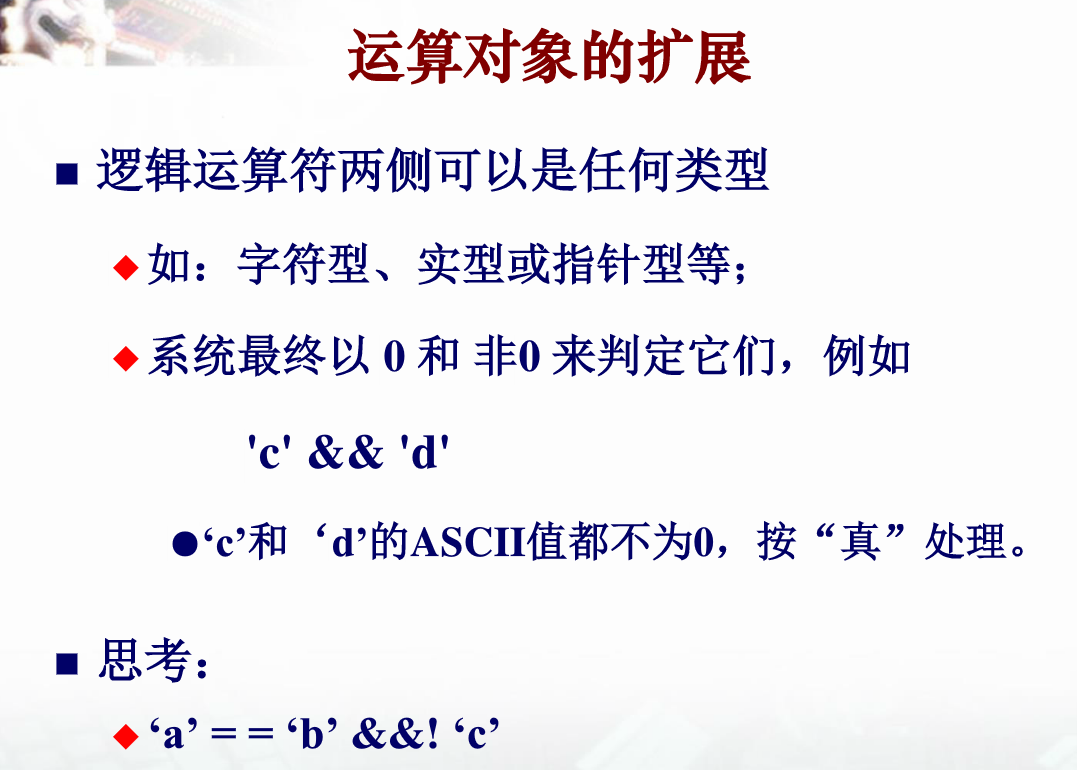 运算对象的扩展
逻辑运算符两侧可以是任何类型
如：字符型、实型或指针型等；
系统最终以 0 和 非0 来判定它们，例如
'c' && 'd'
‘c’和‘d’的ASCII值都不为0，按“真”处理。
思考：
‘a’ = = ‘b’ &&! ‘c’